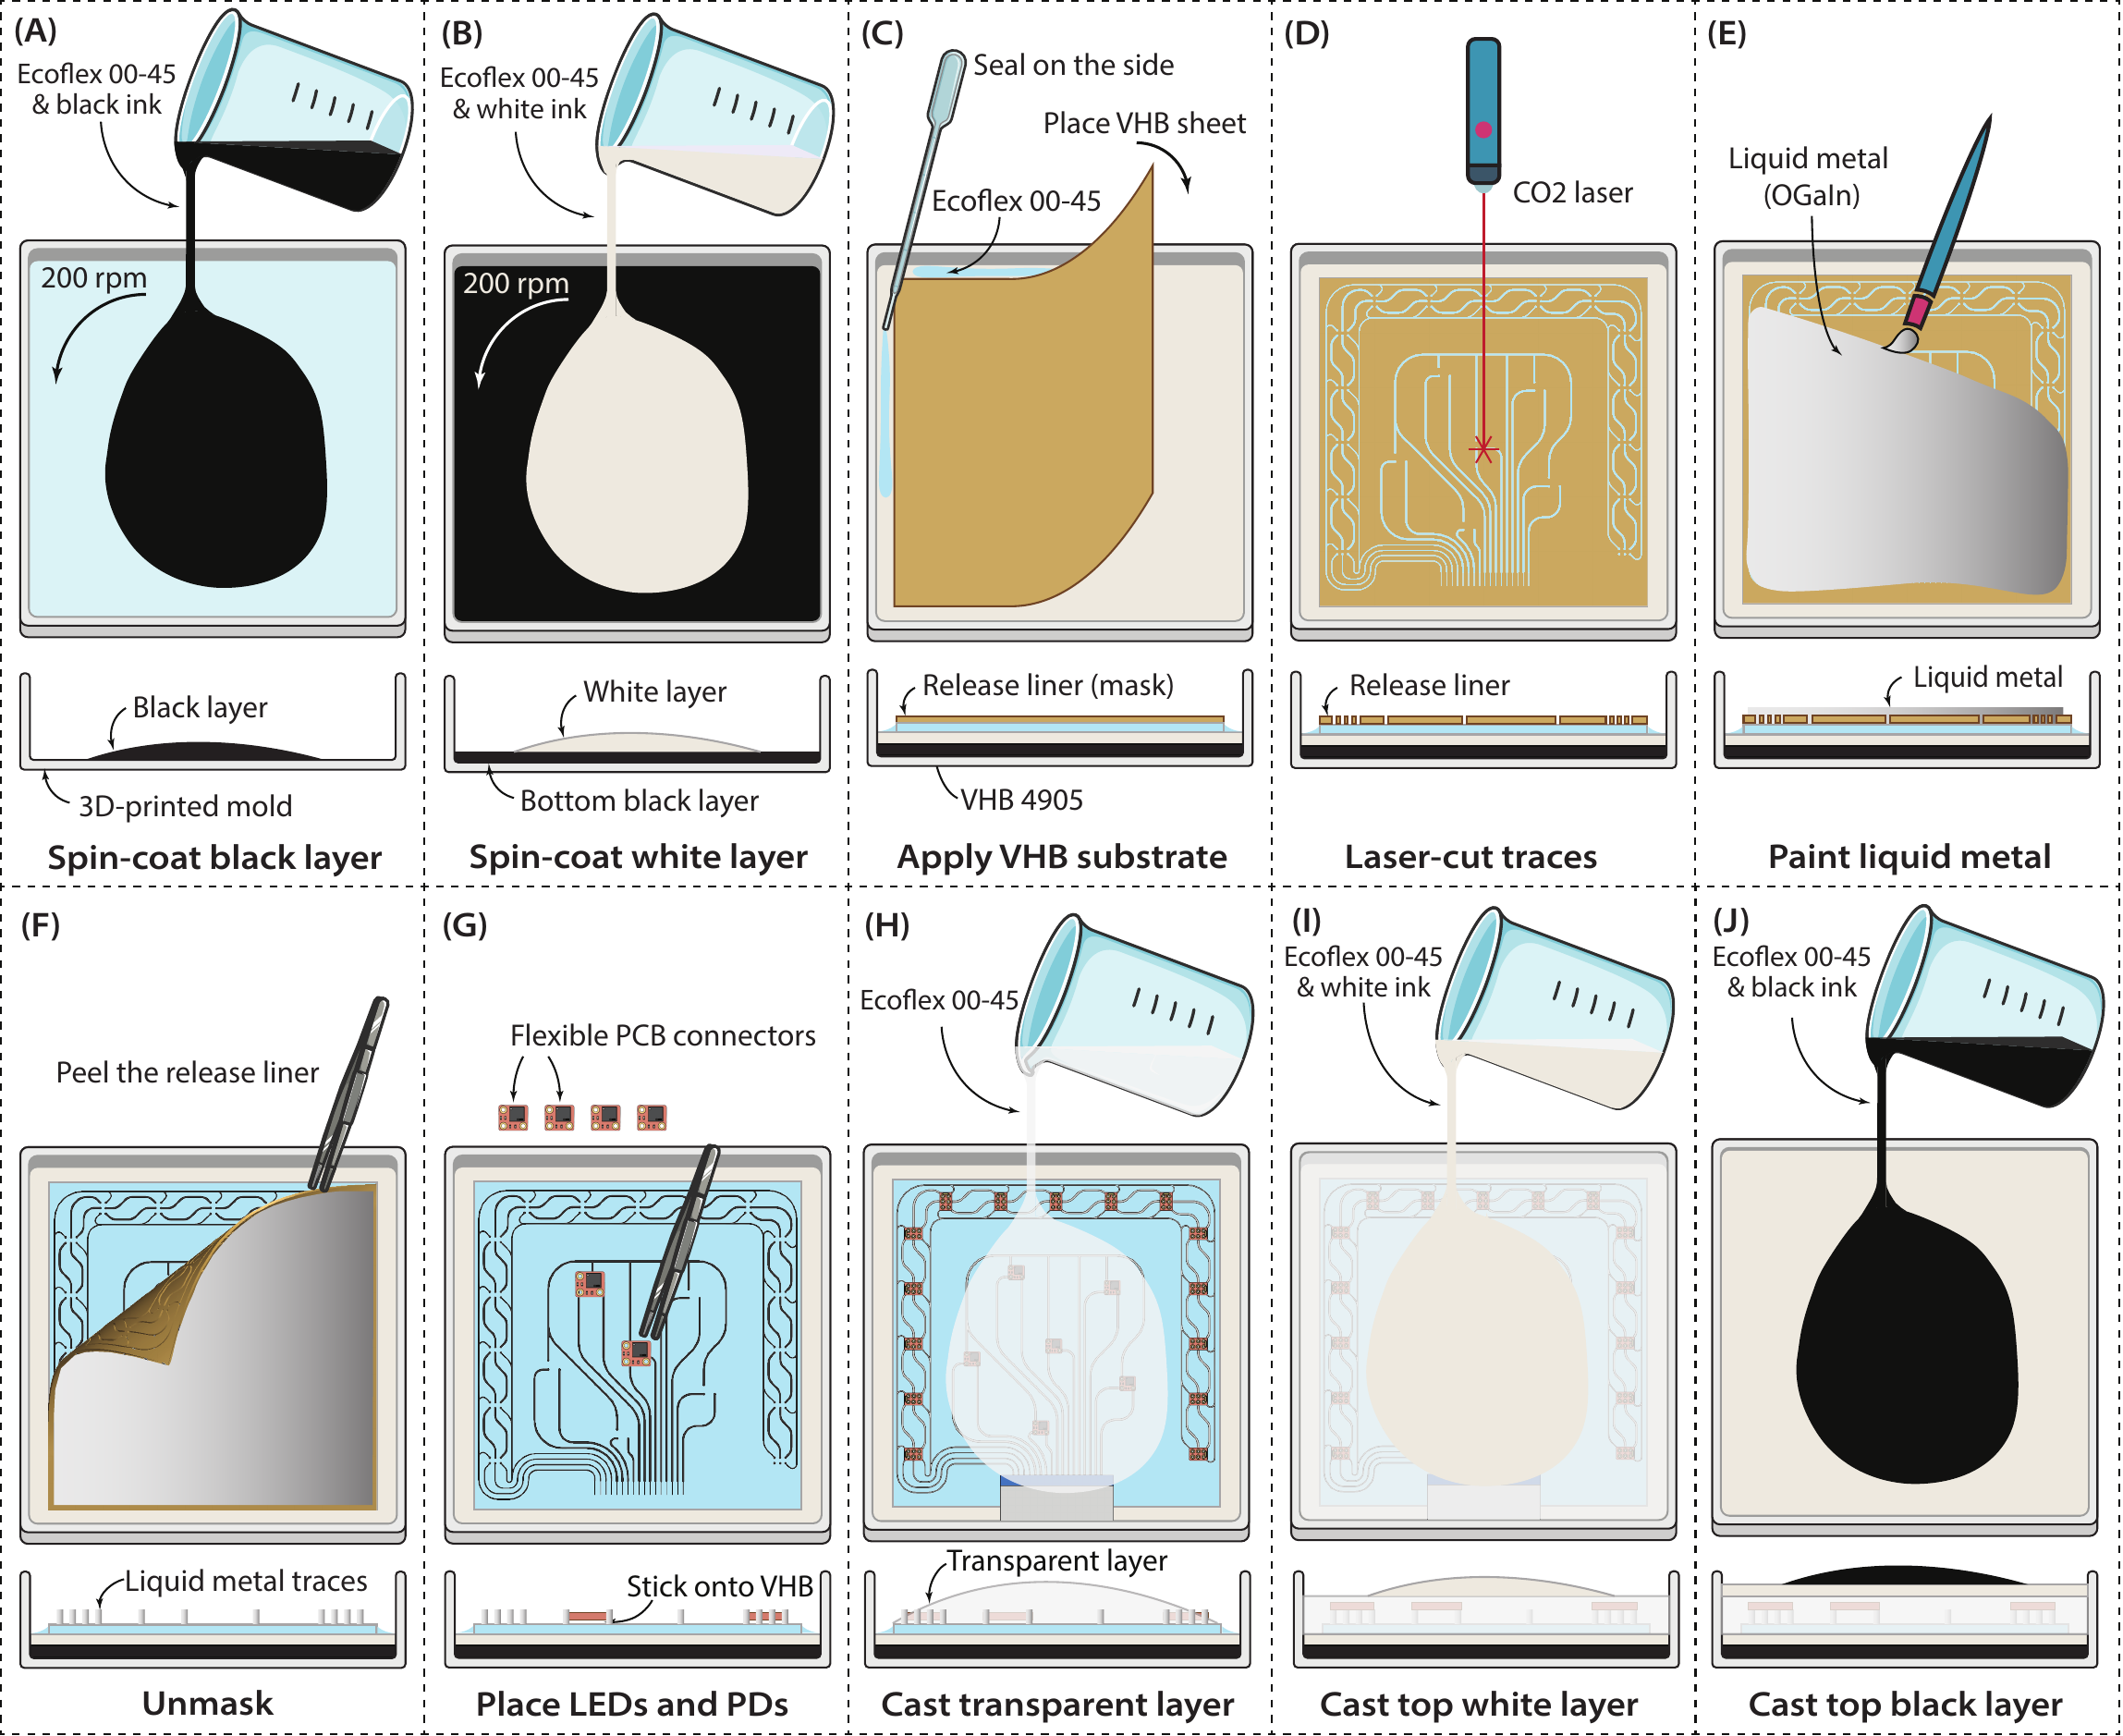 (A)
Ecoflex 00-45
& black ink
200 rpm
Black layer
3D-printed mold
Spin-coat black layer
(B)
Ecoflex 00-45
& white ink
200 rpm
White layer
Bottom black layer
Spin-coat white layer
(C)
Seal on the side
Place VHB sheet
Ecoflex 00-45
Release liner (mask)
VHB 4905
Apply VHB substrate
(D)
CO2 laser
Release liner
Laser-cut traces
(E)
Liquid metal
(OGaIn)
Liquid metal
Paint liquid metal
(F)
Peel the release liner
Liquid metal traces
Unmask
(G)
Flexible PCB connectors
Stick onto VHB
Place LEDs and PDs
(H)
Ecoflex 00-45
Transparent layer
Cast transparent layer
(I)
Ecoflex 00-45
& white ink
Cast top white layer
(J)
Ecoflex 00-45
& black ink
Cast top black layer